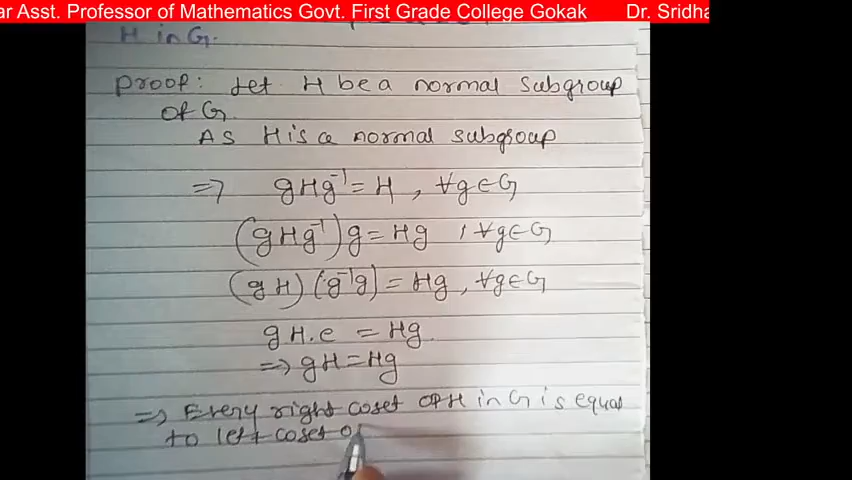 ar Asst. Professor of Mathematics Govt. First Grade College Gokak Dr. Sridha
H in G.
Proof: Let H be a normal subgroup
of G.
As H is a normal subgroup
=> gHg⁻¹ = H , ∀g∈G
(gHg⁻¹)g = Hg , ∀g∈G
(gH)(g⁻¹g) = Hg, ∀g∈G
gH.e = Hg.
=> gH = Hg
=> Every right coset of H in G is equal
to left coset o